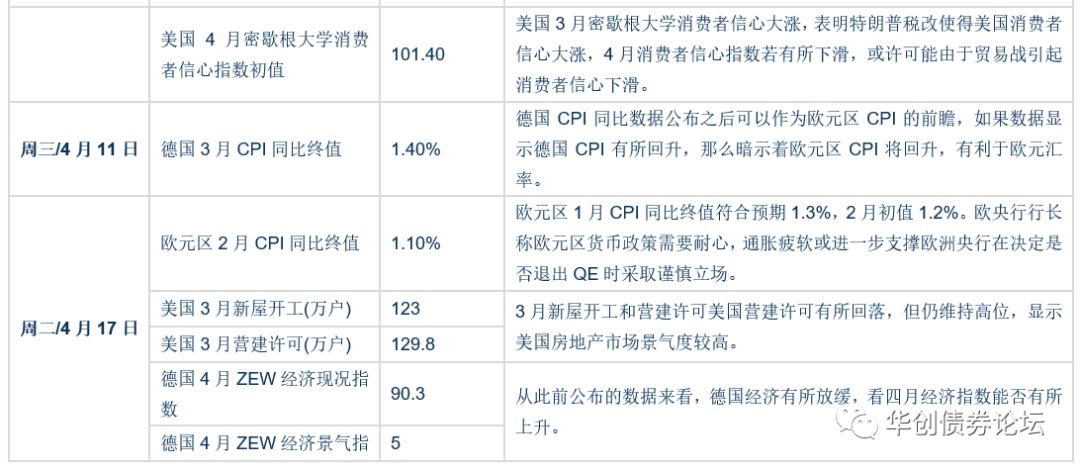 美国 4 月密歇根大学消费
者信心指数初值
101.40
美国 3 月密歇根大学消费者信心大涨，表明特朗普税改使得美国消费者
信心大涨，4 月消费者信心指数若有所下滑，或许可能由于贸易战引起
消费者信心下滑。
周三/4 月 11 日
德国 3 月 CPI 同比终值
1.40%
德国 CPI 同比数据公布之后可以作为欧元区 CPI 的前瞻，如果数据显
示德国 CPI 有所回升，那么暗示着欧元区 CPI 将回升，有利于欧元汇
率。
周二/4 月 17 日
欧元区 2 月 CPI 同比终值
1.10%
欧元区 1 月 CPI 同比终值符合预期 1.3%，2 月初值 1.2%。欧央行行长
称欧元区货币政策需要耐心，通胀疲软或进一步支撑欧洲央行在决定是
否退出 QE 时采取谨慎立场。
美国 3 月新屋开工(万户)
123
美国 3 月营建许可(万户)
129.8
3 月新屋开工和营建许可美国营建许可有所回落，但仍维持高位，显示
美国房地产市场景气度较高。
德国 4 月 ZEW 经济现况指
数
90.3
德国 4 月 ZEW 经济景气指
5
从此前公布的数据来看，德国经济有所放缓，看四月经济指数能否有所
上升。
华创债券论坛